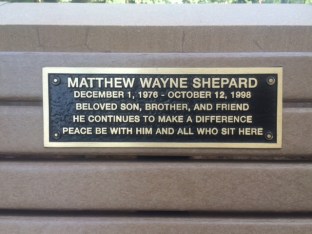 MATTHEW WAYNE SHEPARD
DECEMBER 1, 1976 - OCTOBER 12, 1998
BELOVED SON, BROTHER, AND FRIEND
HE CONTINUES TO MAKE A DIFFERENCE
PEACE BE WITH HIM AND ALL WHO SIT HERE